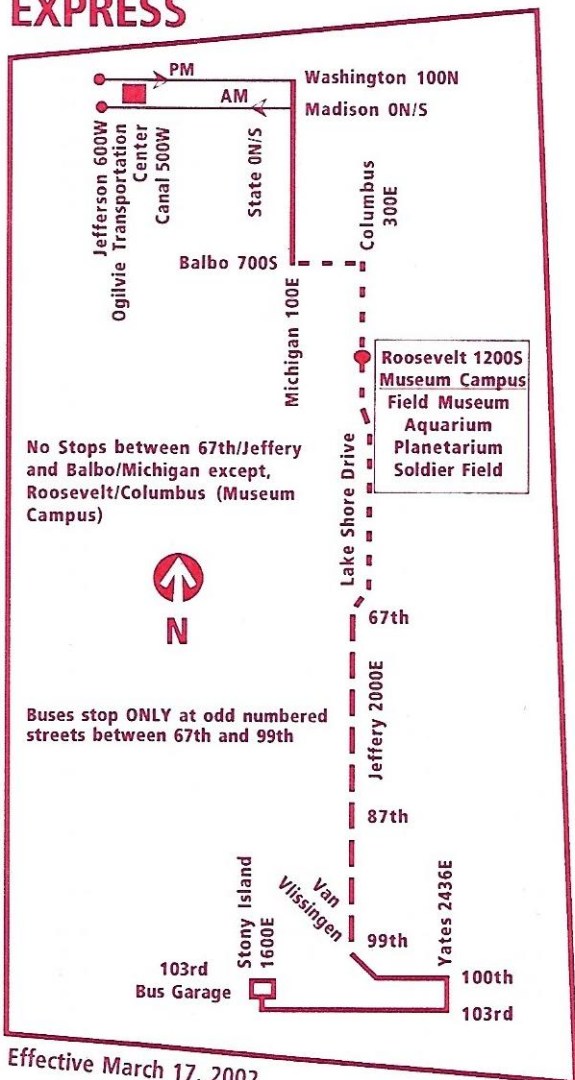 EXPRESS
PM
Washington 100N
AM
Madison 0N/S
Jefferson 600W
Ogilvie Transportation
Center
Canal 500W
State 0N/S
Columbus
300E
Balbo 700S
Michigan 100E
Roosevelt 1200S
Museum Campus
Field Museum
Aquarium
Planetarium
Soldier Field
No Stops between 67th/Jeffery
and Balbo/Michigan except,
Roosevelt/Columbus (Museum
Campus)
Lake Shore Drive
N
67th
Buses stop ONLY at odd numbered
streets between 67th and 99th
Jeffery 2000E
87th
Stony Island
1600E
Van
Vlissingen
Yates 2436E
99th
103rd
Bus Garage
100th
103rd
Effective March 17, 2002